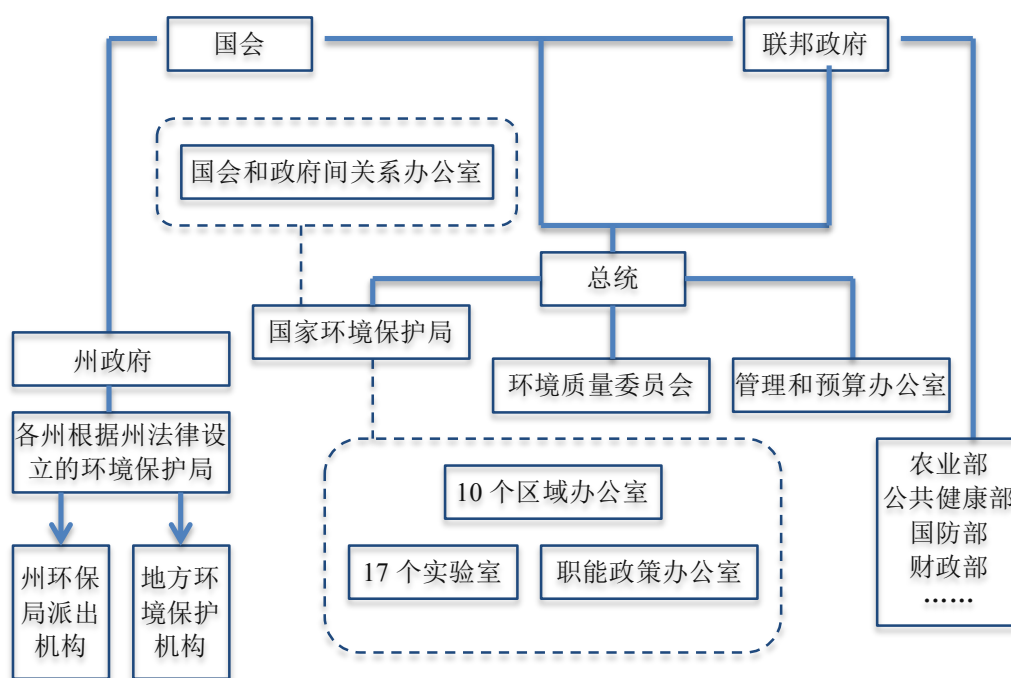 国会
联邦政府
国会和政府间关系办公室
总统
国家环境保护局
州政府
环境质量委员会
管理和预算办公室
各州根据州法律设
立的环境保护局
农业部
公共健康部
国防部
财政部
……
10 个区域办公室
17 个实验室
职能政策办公室
州环保
局派出
机构
地方环
境保护
机构